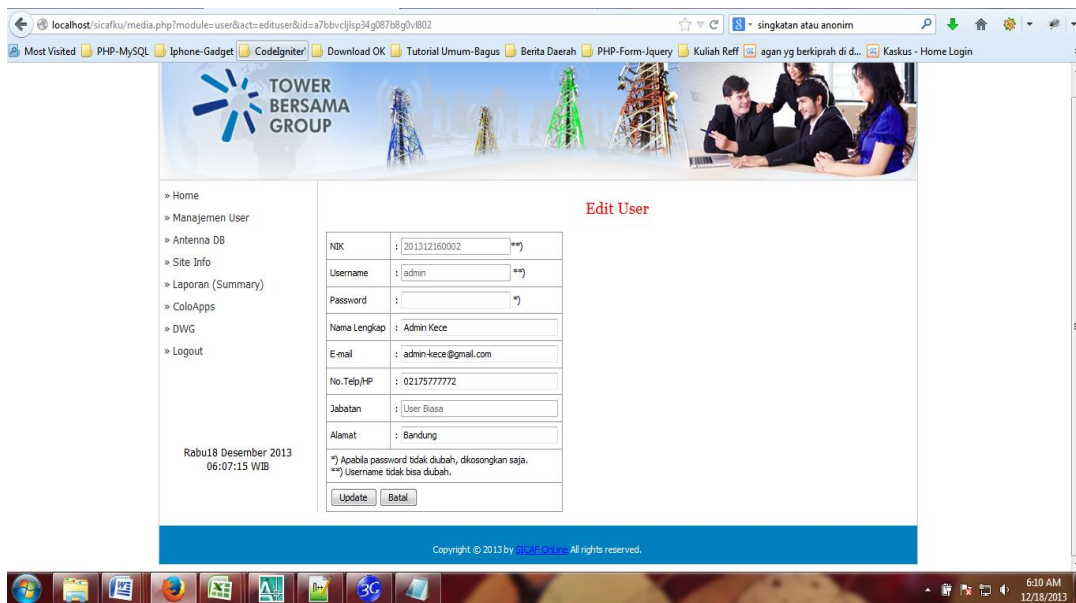 localhost/sicafku/media.php?module=user&act=edituser&id=a7bbvcljlsp34g087b8g0vl802
singkatan atau anonim
Most Visited PHP-MySQL Iphone-Gadget CodeIgniter' Download OK Tutorial Umum-Bagus Berita Daerah PHP-Form-Jquery Kuliah Reff agan yg berkiprah di d... Kaskus - Home Login
TOWER
BERSAMA
GROUP
» Home
» Manajemen User
» Antenna DB
» Site Info
» Laporan (Summary)
» ColoApps
» DWG
» Logout
Rabu18 Desember 2013
06:07:15 WIB
Edit User
NIK : 201312160002 **)
Username : admin **)
Password : *)
Nama Lengkap : Admin Kece
E-mail : admin-kece@gmail.com
No.Telp/HP : 02175777772
Jabatan : User Biasa
Alamat : Bandung
*) Apabila password tidak diubah, dikosongkan saja.
**) Username tidak bisa diubah.
Update Batal
Copyright © 2013 by SICAF OnLine All rights reserved.
3G
6:10 AM
12/18/2013